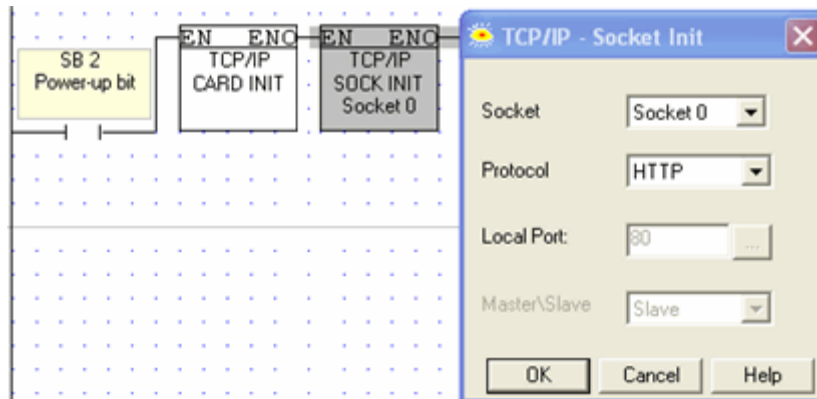 SB 2
Power-up bit
EN ENO
TCP/IP
CARD INIT
EN ENO
TCP/IP
SOCK INIT
Socket 0
TCP/IP - Socket Init
Socket
Socket 0
Protocol
HTTP
Local Port:
80
...
Master\Slave
Slave
OK
Cancel
Help